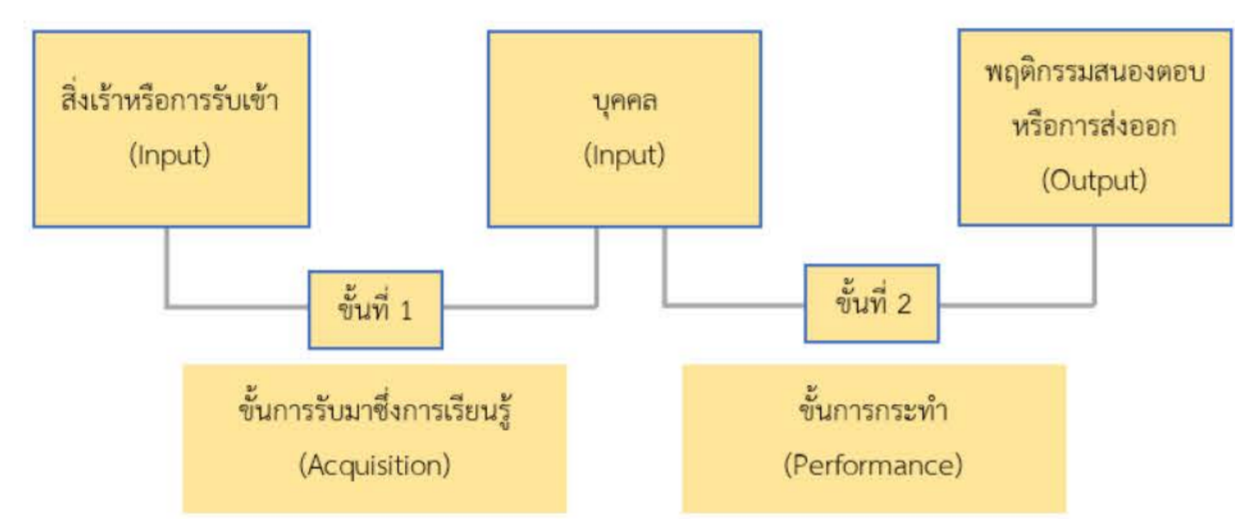 สิ่งเร้าหรือการรับเข้า
(Input)
บุคคล
(Input)
พฤติกรรมสนองตอบ
หรือการส่งออก
(Output)
ขั้นที่ 1
ขั้นที่ 2
ขั้นการรับมาซึ่งการเรียนรู้
(Acquisition)
ขั้นการกระทำ
(Performance)